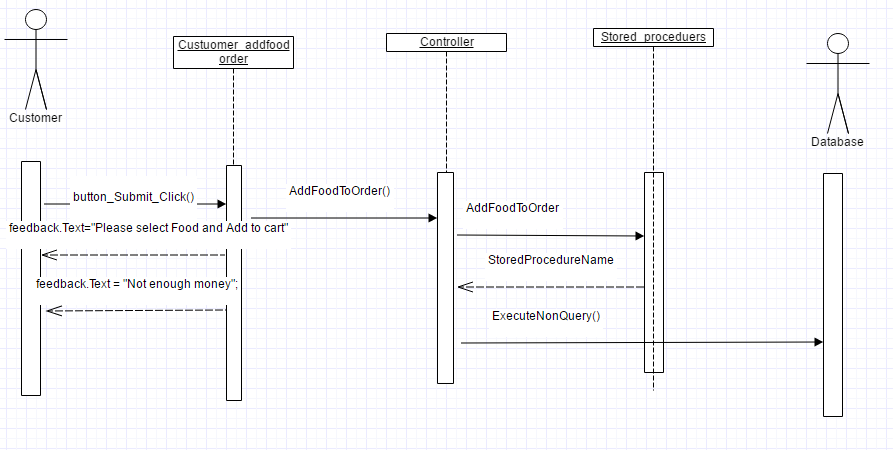 Custuomer_addfood
order
Controller
Stored_proceduers
Customer
Database
button_Submit_Click()
AddFoodToOrder()
AddFoodToOrder
feedback.Text="Please select Food and Add to cart"
StoredProcedureName
feedback.Text = "Not enough money";
ExecuteNonQuery()